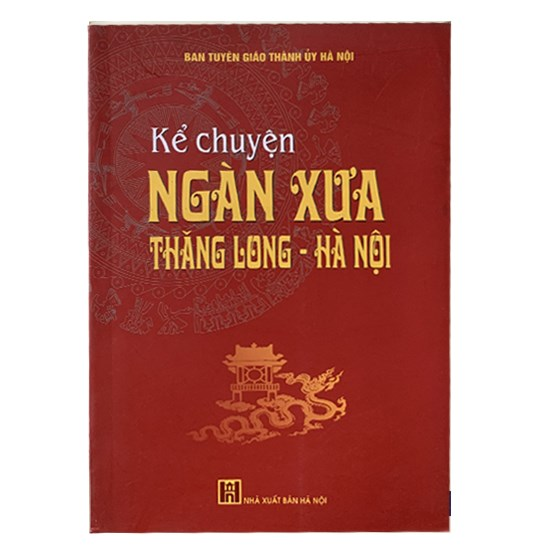 BAN TUYÊN GIÁO THÀNH ỦY HÀ NỘI
Kể chuyện
NGÀN XƯA
THĂNG LONG - HÀ NỘI
NHÀ XUẤT BẢN HÀ NỘI